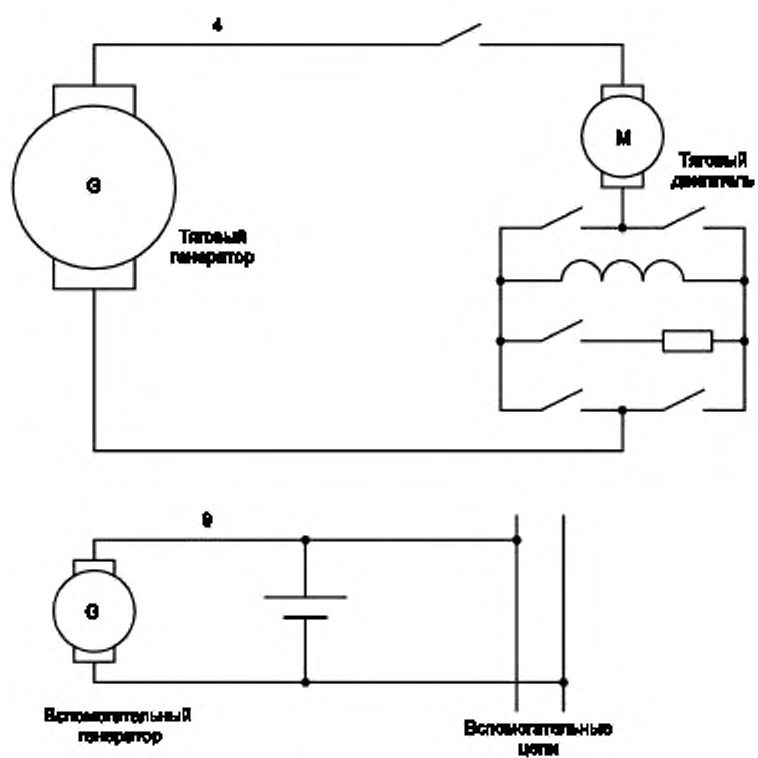 4
G
M
Тяговый
двигатель
Тяговый
генератор
9
G
Вспомогательный
генератор
Вспомогательные
цепи